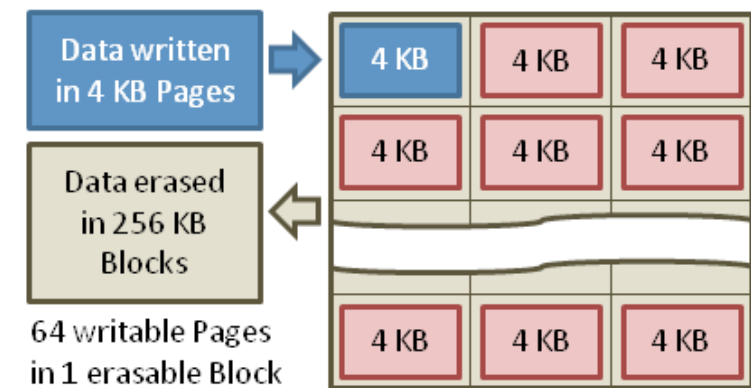 Data written
in 4 KB Pages
4 KB 4 KB 4 KB
4 KB 4 KB 4 KB
Data erased
in 256 KB
Blocks
4 KB 4 KB 4 KB
64 writable Pages
in 1 erasable Block